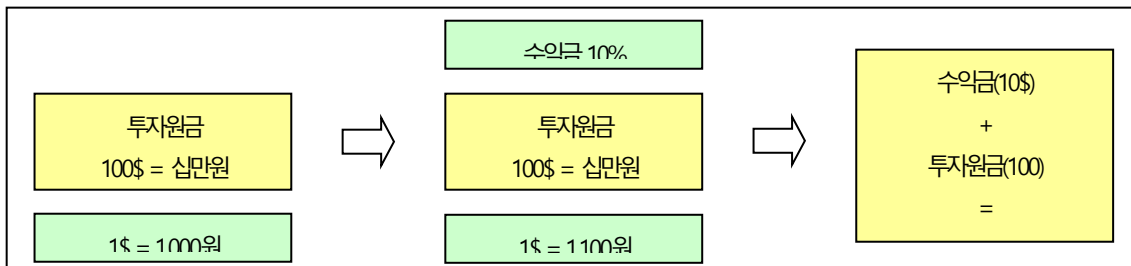 투자원금
100$ = 십만원
1$ = 1000원
수익금 10%
투자원금
100$ = 십만원
1$ = 1100원
수익금(10$)
+
투자원금(100)
=